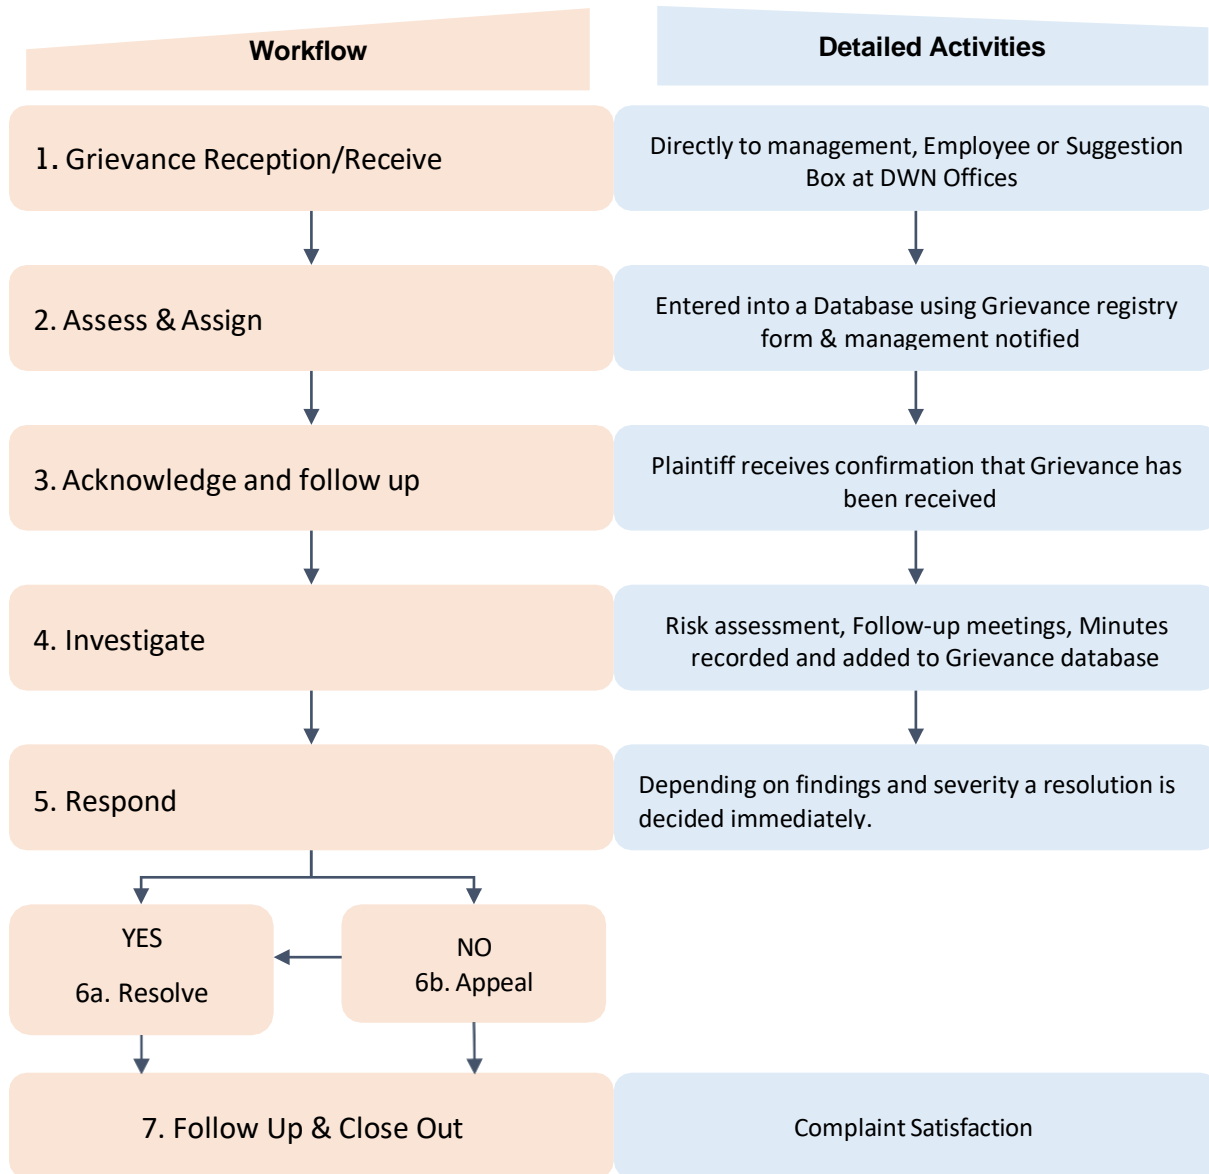 Workflow
Detailed Activities
1. Grievance Reception/Receive
Directly to management, Employee or Suggestion
Box at DWN Offices
2. Assess & Assign
Entered into a Database using Grievance registry
form & management notified
3. Acknowledge and follow up
Plaintiff receives confirmation that Grievance has
been received
4. Investigate
Risk assessment, Follow-up meetings, Minutes
recorded and added to Grievance database
5. Respond
Depending on findings and severity a resolution is
decided immediately.
YES
6a. Resolve
NO
6b. Appeal
7. Follow Up & Close Out
Complaint Satisfaction